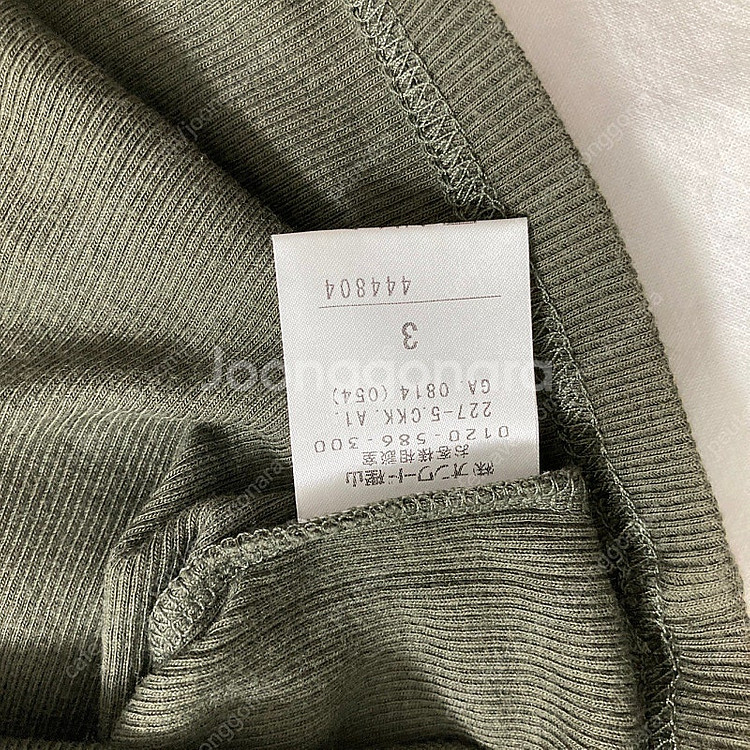 ㈱オンワード樫山
お客様相談室
0120-586-300
227-5.CKK. A1.
GA. 0814 (054)
3
444804
Joonggonara